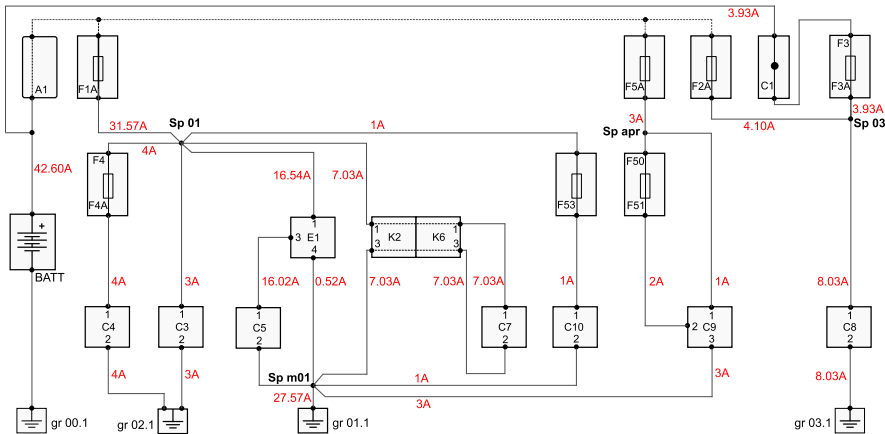 3.93A
A1
F1A
F5A
F2A
C1
F3
F3A
3.93A
Sp 01
31.57A
1A
3A
4.10A
Sp 03
Sp apr
4A
F4
F4A
42.60A
16.54A
7.03A
F53
F50
F51
+
BATT
1
3 E1
4
1 K2 K6 1
3 3
4A
3A
16.02A
0.52A
7.03A
7.03A
7.03A
1A
2A
1A
8.03A
1
C4
2
1
C3
2
1
C5
2
1
C7
2
1
C10
2
1
2 C9
3
1
C8
2
4A
3A
Sp m01
1A
3A
8.03A
27.57A
3A
gr 00.1
gr 02.1
gr 01.1
gr 03.1